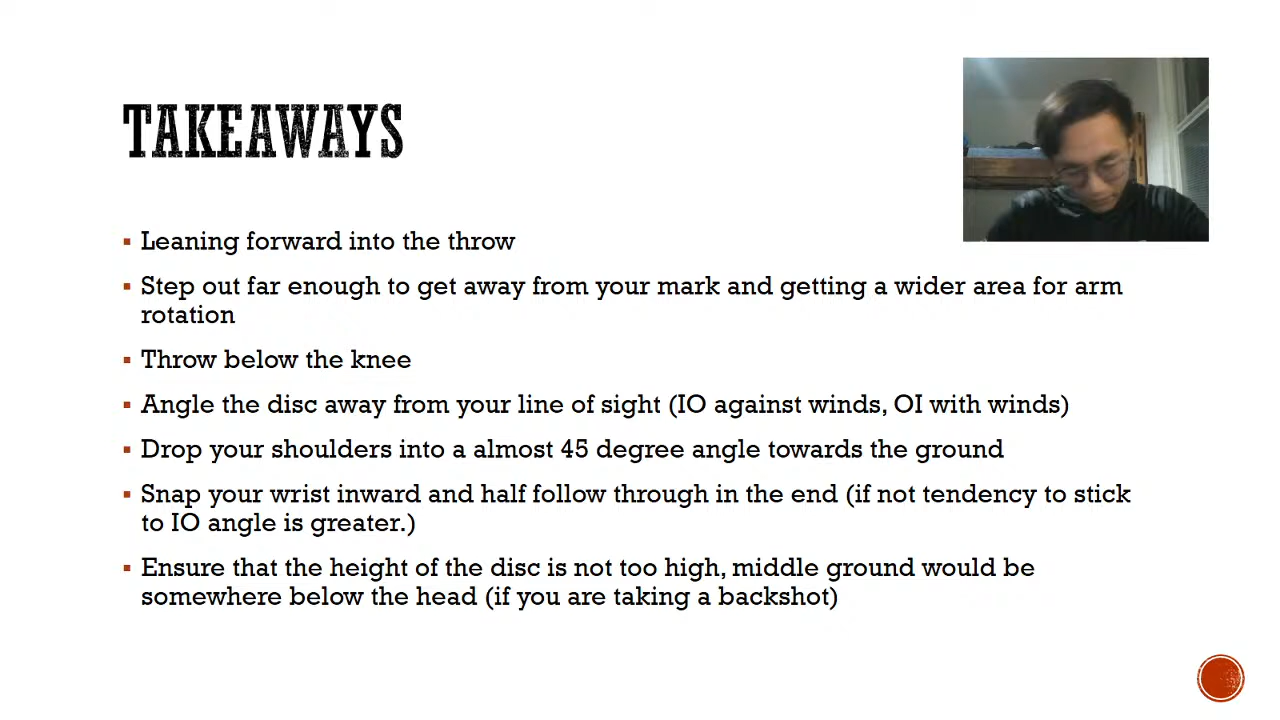 TAKEAWAYS
▪ Leaning forward into the throw
▪ Step out far enough to get away from your mark and getting a wider area for arm
rotation
▪ Throw below the knee
▪ Angle the disc away from your line of sight (IO against winds, OI with winds)
▪ Drop your shoulders into a almost 45 degree angle towards the ground
▪ Snap your wrist inward and half follow through in the end (if not tendency to stick
to IO angle is greater.)
▪ Ensure that the height of the disc is not too high, middle ground would be
somewhere below the head (if you are taking a backshot)